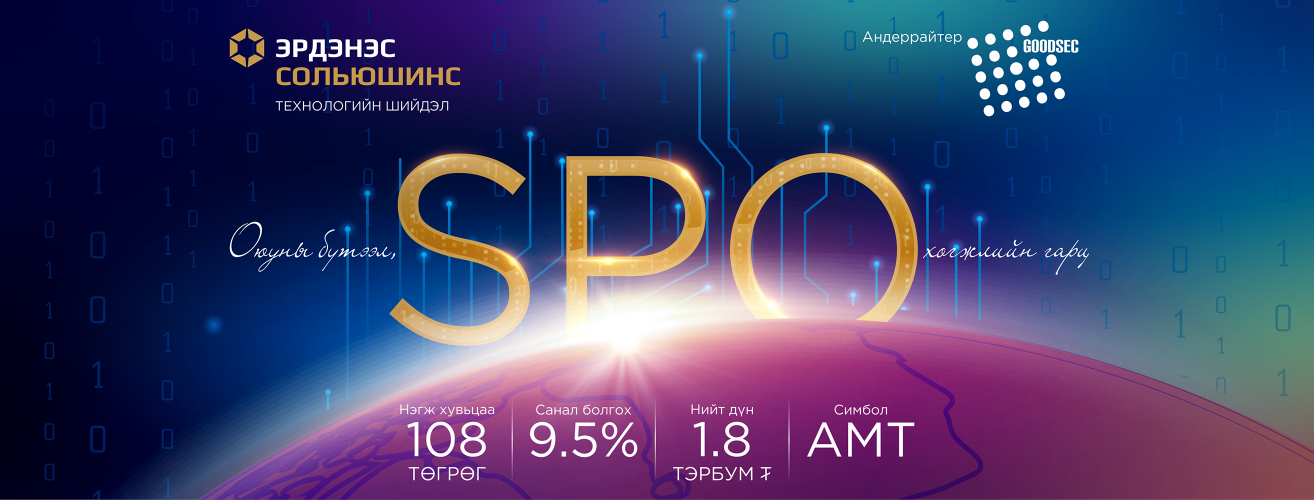 ЭРДЭНЭС
СОЛЬЮШИНС
ТЕХНОЛОГИЙН ШИЙДЭЛ
Андеррайтер
GOODSEC
SPO
Оюуны бүтээл,
хөгжлийн гарц
Нэгж хувьцаа
108
ТӨГРӨГ
Санал болгох
9.5%
Нийт дүн
1.8
ТЭРБУМ ₮
Симбол
AMT